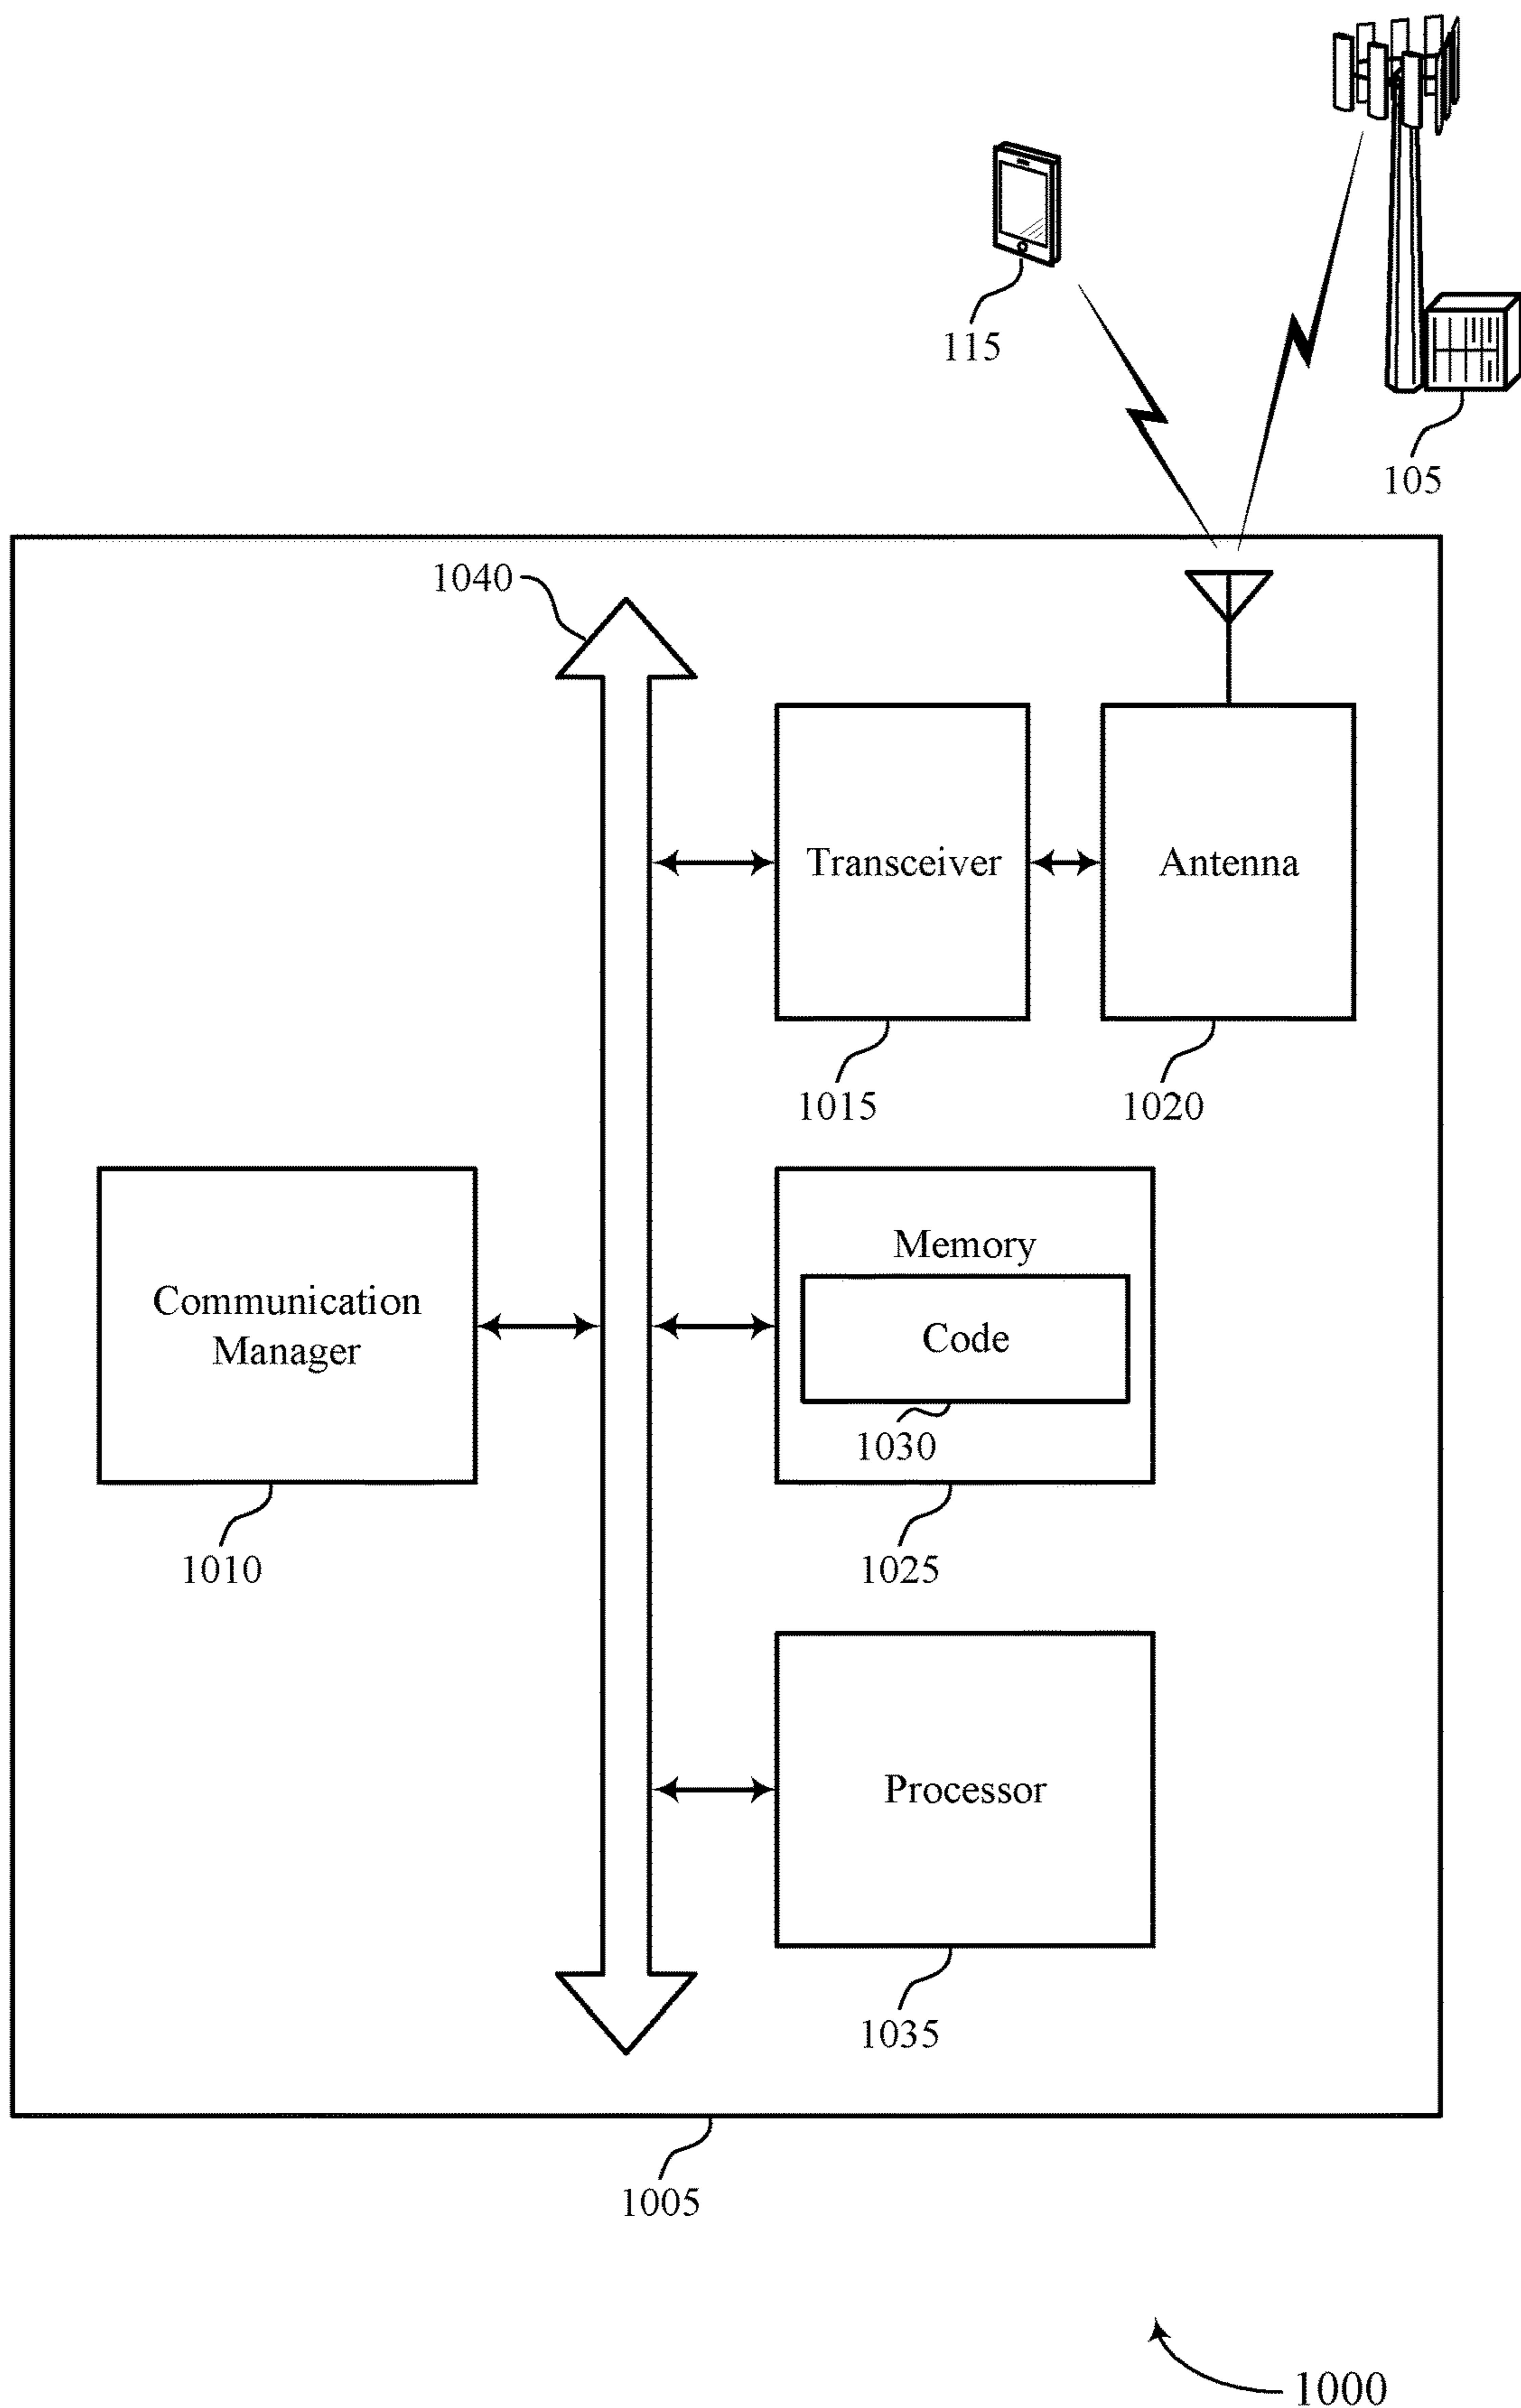 115
105
1040
Transceiver
Antenna
1015
1020
Communication
Manager
Memory
Code
1030
1010
1025
Processor
1035
1005
1000